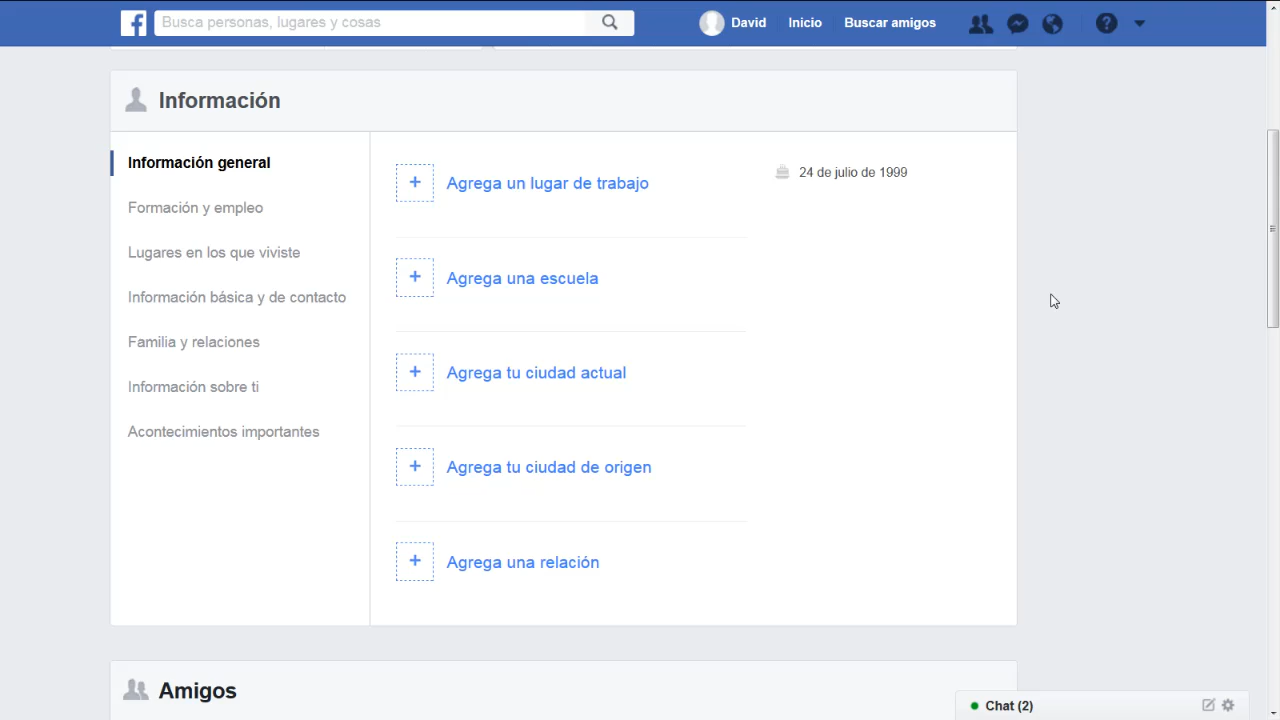 Busca personas, lugares y cosas
David
Inicio
Buscar amigos
Información
Información general
Formación y empleo
Lugares en los que viviste
Información básica y de contacto
Familia y relaciones
Información sobre ti
Acontecimientos importantes
Agrega un lugar de trabajo
Agrega una escuela
Agrega tu ciudad actual
Agrega tu ciudad de origen
Agrega una relación
24 de julio de 1999
Amigos
Chat (2)